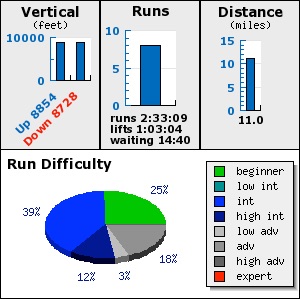 Vertical
(feet)
10000
0
Up 8854
Down 8728
Runs
10
5
0
runs 2:33:09
lifts 1:03:04
waiting 14:40
Distance
(miles)
15
10
5
0
11.0
Run Difficulty
25%
39%
12%
3%
18%
beginner
low int
int
high int
low adv
adv
high adv
expert